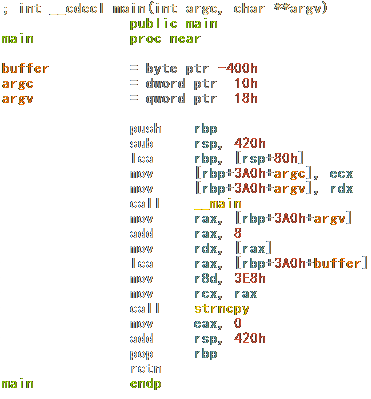 ; int __cdecl main(int argc, char **argv)
public main
main proc near
buffer = byte ptr -400h
argc = dword ptr 10h
argv = qword ptr 18h
push rbp
sub rsp, 420h
lea rbp, [rsp+80h]
mov [rbp+3A0h+argc], ecx
mov [rbp+3A0h+argv], rdx
call __main
mov rax, [rbp+3A0h+argv]
add rax, 8
mov rdx, [rax]
lea rax, [rbp+3A0h+buffer]
mov r8d, 3E8h
mov rcx, rax
call strncpy
mov eax, 0
add rsp, 420h
pop rbp
retn
main endp